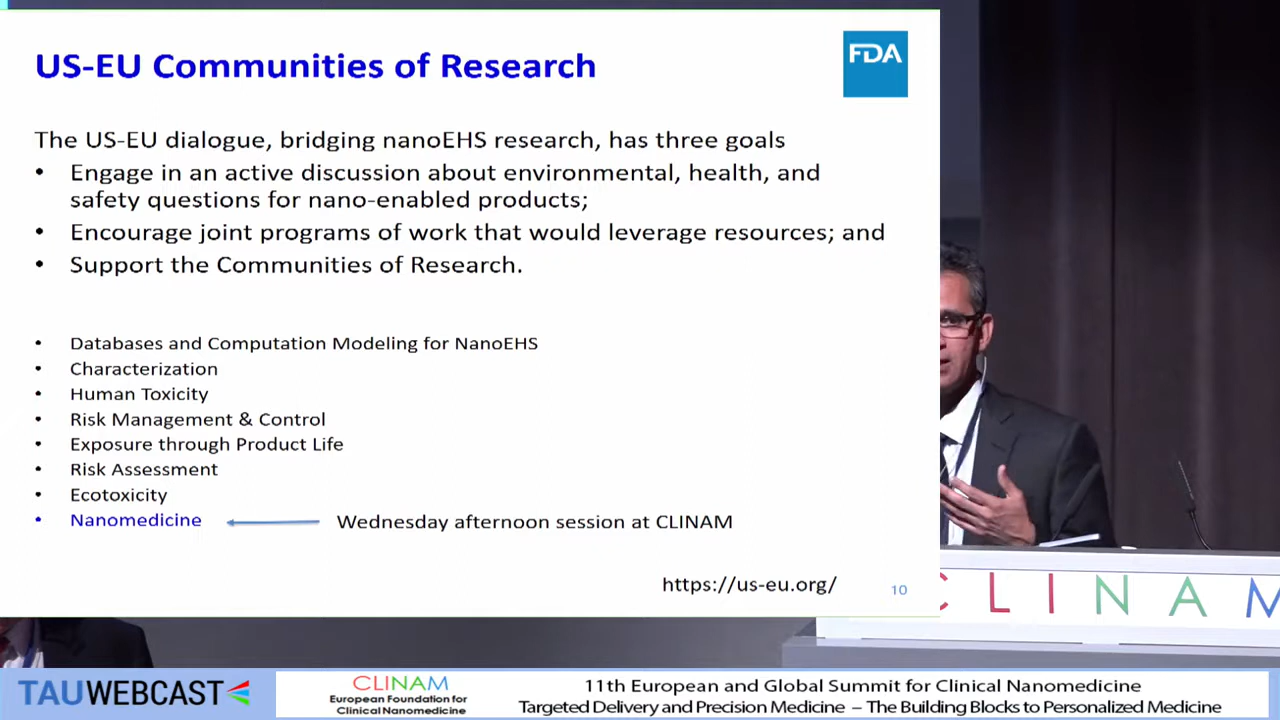 US-EU Communities of Research
FDA
The US-EU dialogue, bridging nanoEHS research, has three goals
• Engage in an active discussion about environmental, health, and
safety questions for nano-enabled products;
• Encourage joint programs of work that would leverage resources; and
• Support the Communities of Research.
• Databases and Computation Modeling for NanoEHS
• Characterization
• Human Toxicity
• Risk Management & Control
• Exposure through Product Life
• Risk Assessment
• Ecotoxicity
• Nanomedicine
Wednesday afternoon session at CLINAM
https://us-eu.org/
10
CLINAM
TAUWEBCAST
CLINAM
European Foundation for
Clinical Nanomedicine
11th European and Global Summit for Clinical Nanomedicine
Targeted Delivery and Precision Medicine – The Building Blocks to Personalized Medicine